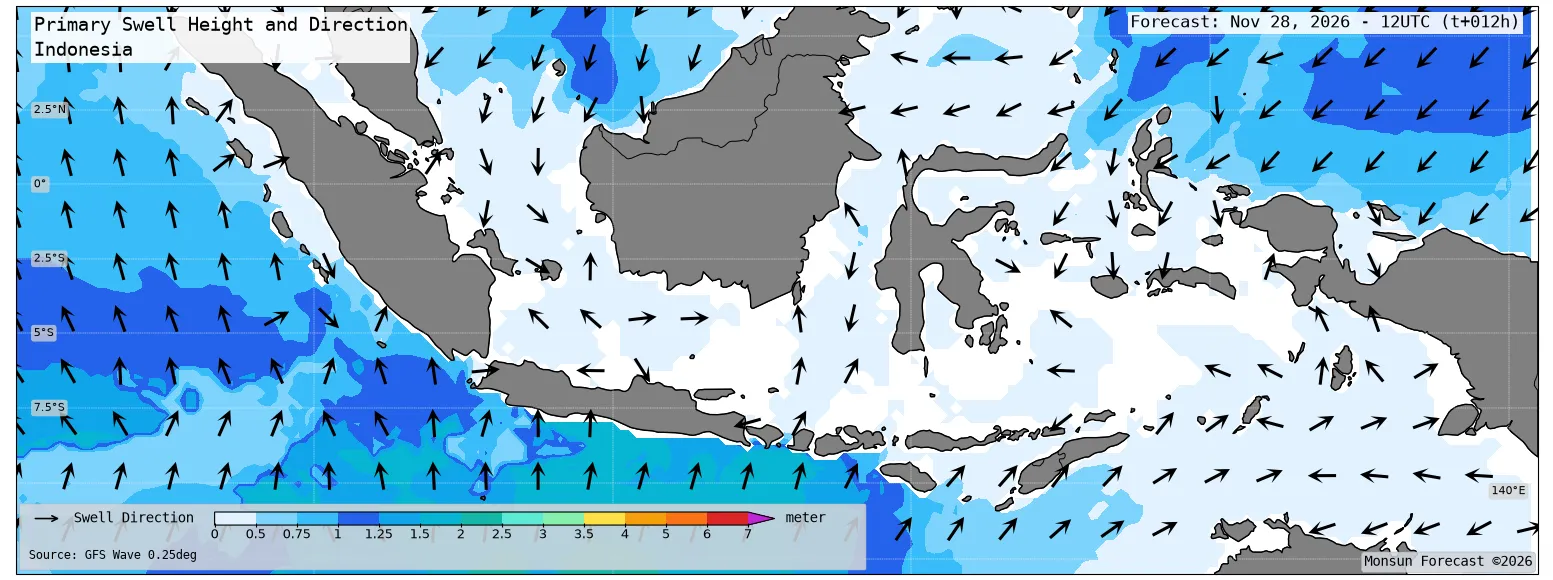 Primary Swell Height and Direction
Indonesia
Forecast: Nov 28, 2026 - 12UTC (t+012h)
2.5°N
0°
2.5°S
5°S
7.5°S
140°E
Swell Direction
0 0.5 0.75 1 1.25 1.5 2 2.5 3 3.5 4 5 6 7
meter
Source: GFS Wave 0.25deg
Monsun Forecast ©2026